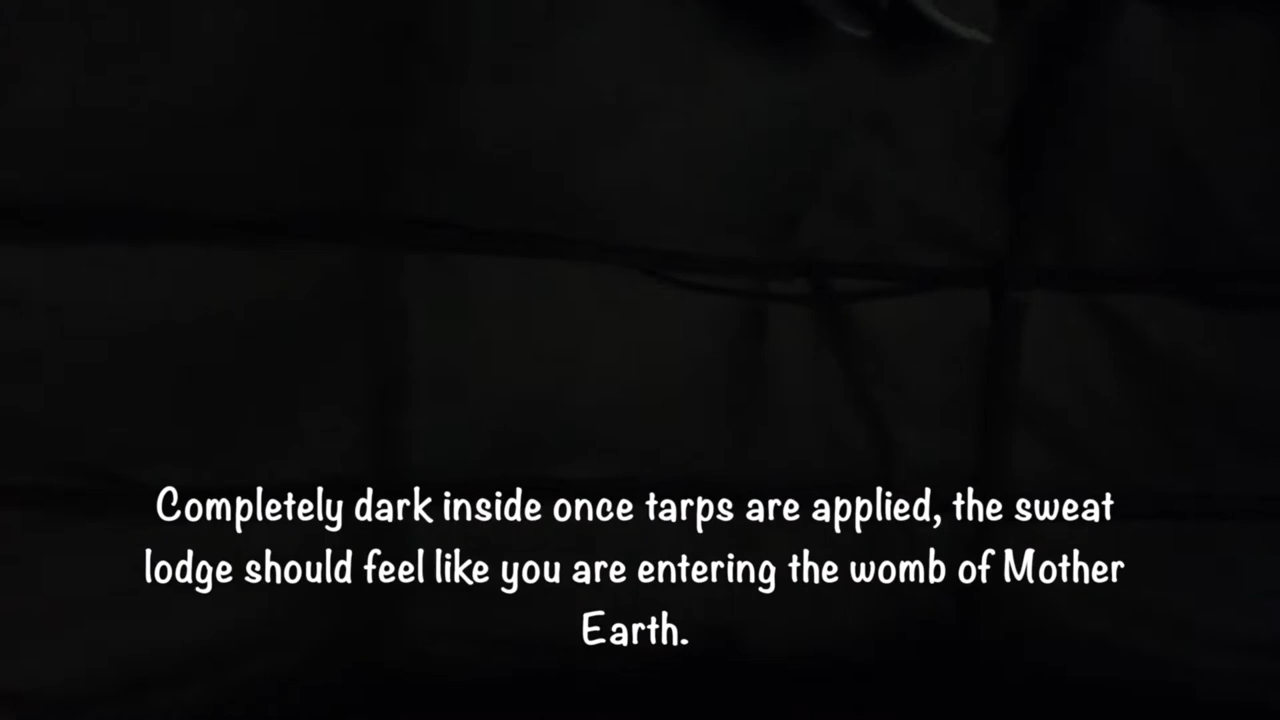 Completely dark inside once tarps are applied, the sweat
lodge should feel like you are entering the womb of Mother
Earth.